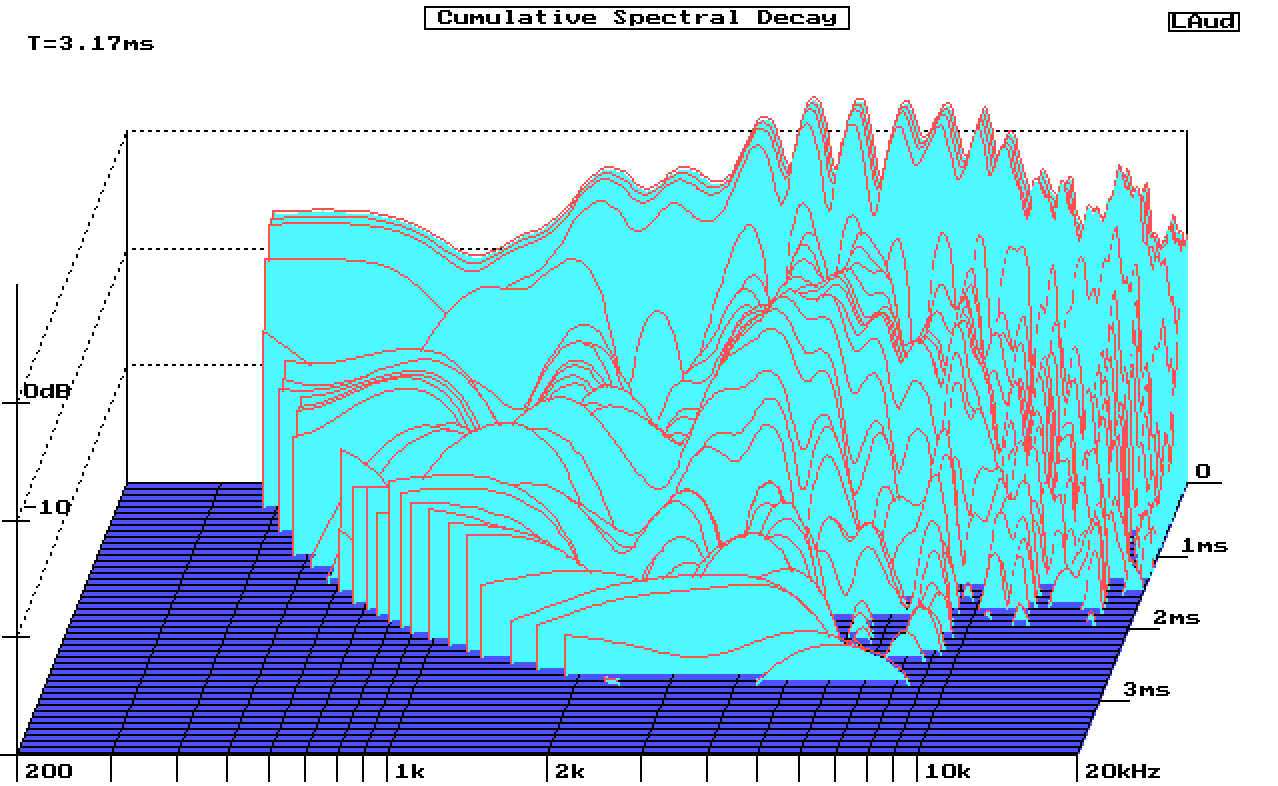 Cumulative Spectral Decay
LAud
T=3.17ms
0dB
-10
0
1ms
2ms
3ms
200
1k
2k
10k
20kHz